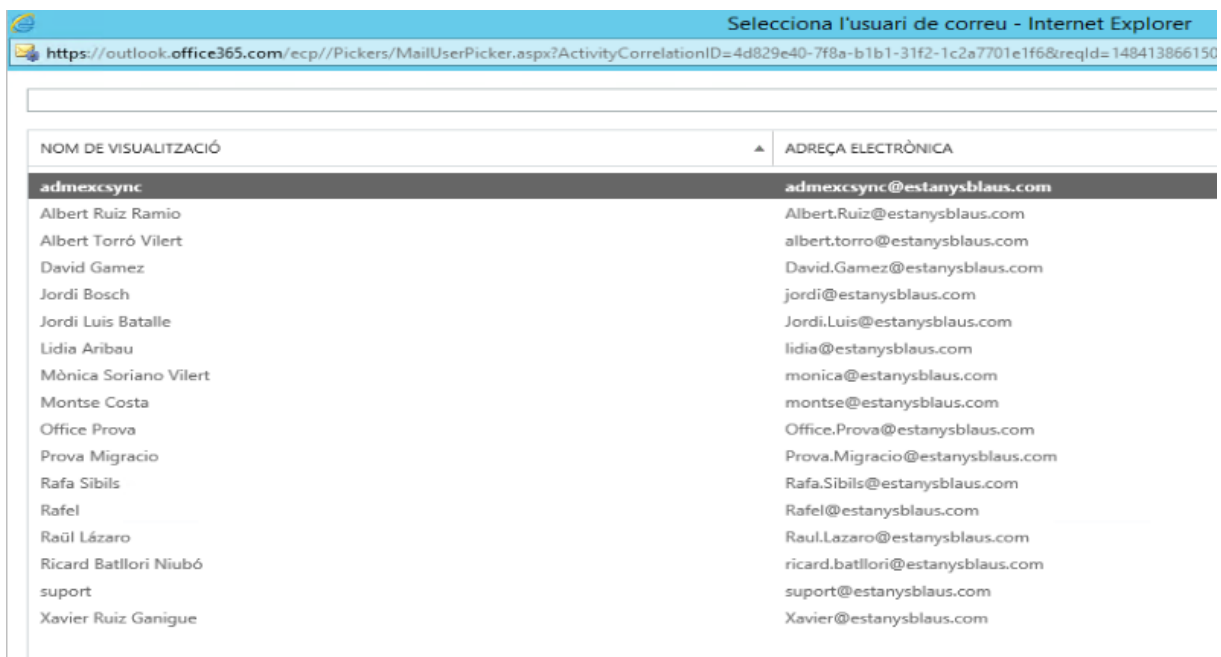 Selecciona l'usuari de correu - Internet Explorer
https://outlook.office365.com/ecp//Pickers/MailUserPicker.aspx?ActivityCorrelationID=4d829e40-7f8a-b1b1-31f2-1c2a7701e1f6&reqId=148413866150
NOM DE VISUALITZACIÓ ADREÇA ELECTRÒNICA
admexcsync admexcsync@estanysblaus.com
Albert Ruiz Ramio Albert.Ruiz@estanysblaus.com
Albert Torró Vilert albert.torro@estanysblaus.com
David Gamez David.Gamez@estanysblaus.com
Jordi Bosch jordi@estanysblaus.com
Jordi Luis Batalle Jordi.Luis@estanysblaus.com
Lidia Aribau lidia@estanysblaus.com
Mònica Soriano Vilert monica@estanysblaus.com
Montse Costa montse@estanysblaus.com
Office Prova Office.Prova@estanysblaus.com
Prova Migracio Prova.Migracio@estanysblaus.com
Rafa Sibils Rafa.Sibils@estanysblaus.com
Rafel Rafel@estanysblaus.com
Raül Lázaro Raul.Lazaro@estanysblaus.com
Ricard Batllori Niubó ricard.batllori@estanysblaus.com
suport suport@estanysblaus.com
Xavier Ruiz Ganigue Xavier@estanysblaus.com